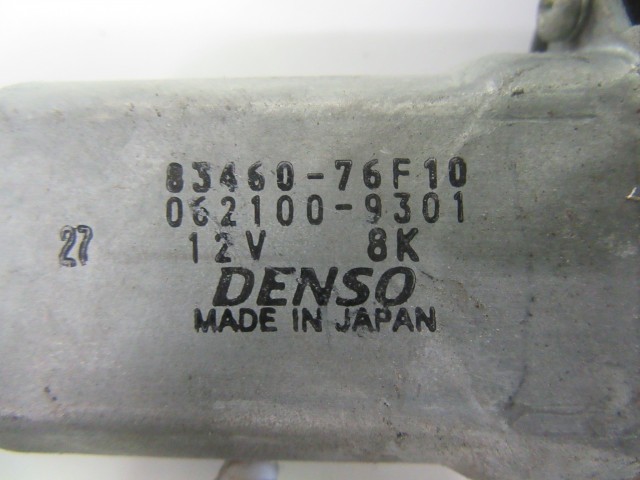 83460-76F10
062100-9301
27 12V 8K
DENSO
MADE IN JAPAN